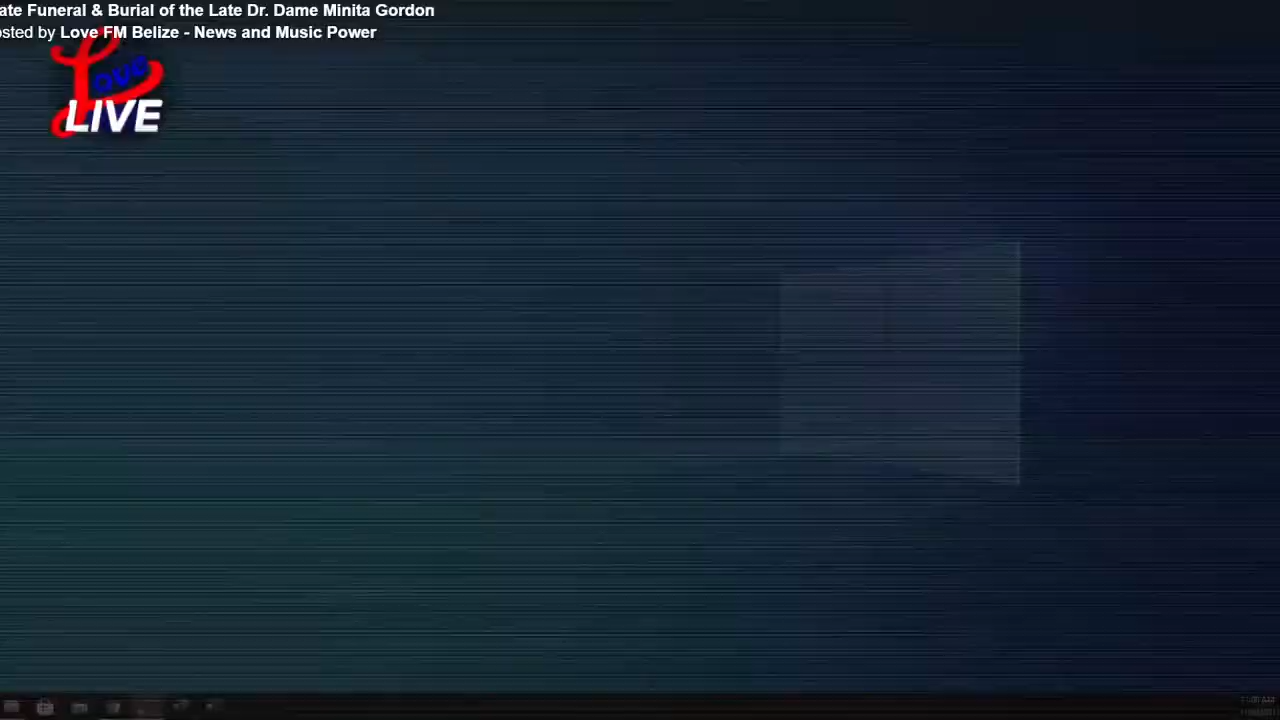 ate Funeral & Burial of the Late Dr. Dame Minita Gordon
osted by Love FM Belize - News and Music Power
Love
LIVE